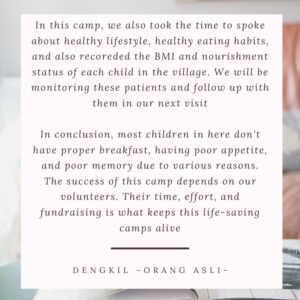 In this camp, we also took the time to spoke
about healthy lifestyle, healthy eating habits,
and also recoreded the BMI and nourishment
status of each child in the village. We will be
monitoring these patients and follow up with
them in our next visit
In conclusion, most children in here don't
have proper breakfast, having poor appetite,
and poor memory due to various reasons.
The success of this camp depends on our
volunteers. Their time, effort, and
fundraising is what keeps this life-saving
camps alive
DENGKIL -ORANG ASLI-